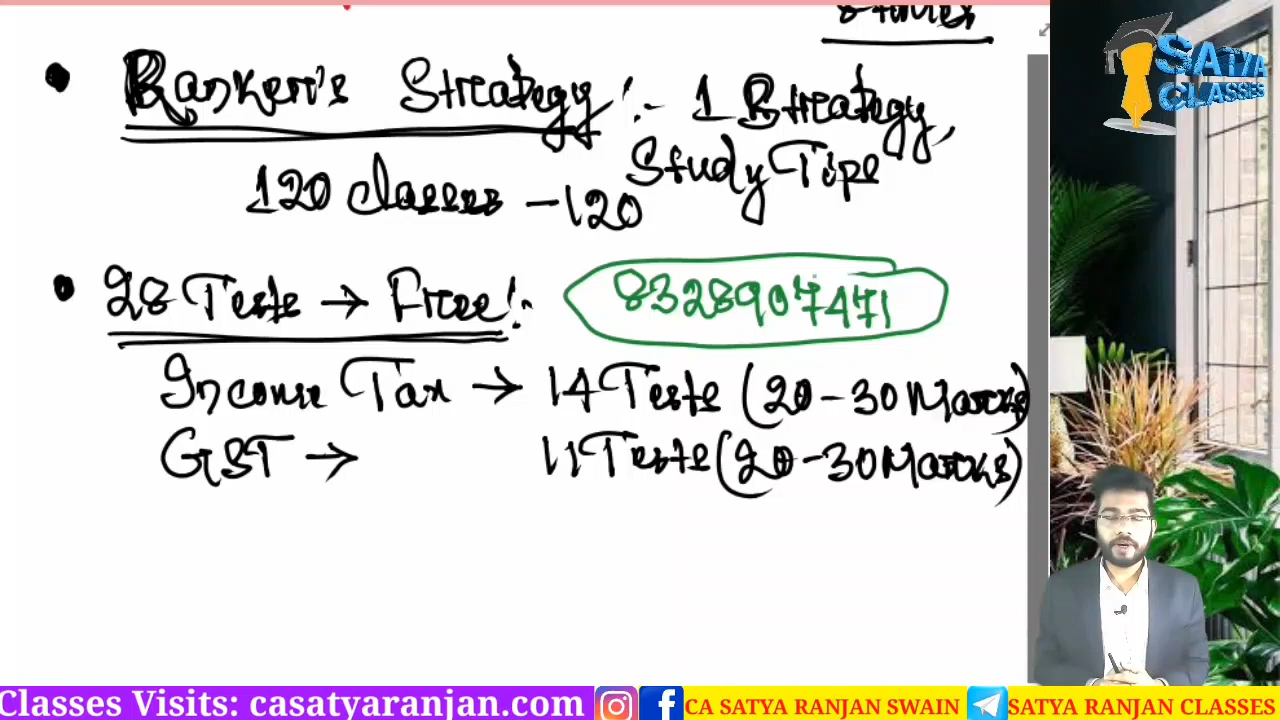 SATYA
CLASSES
Ranker's Strategy :- 1 Strategy,
Study Tips
120 classes - 120
28 Tests → Free :- 8328907471
Income Tax → 14 Tests (20-30 Marks)
GST → 11 Tests (20-30 Marks)
Classes Visits: casatyaranjan.com CA SATYA RANJAN SWAIN SATYA RANJAN CLASSES